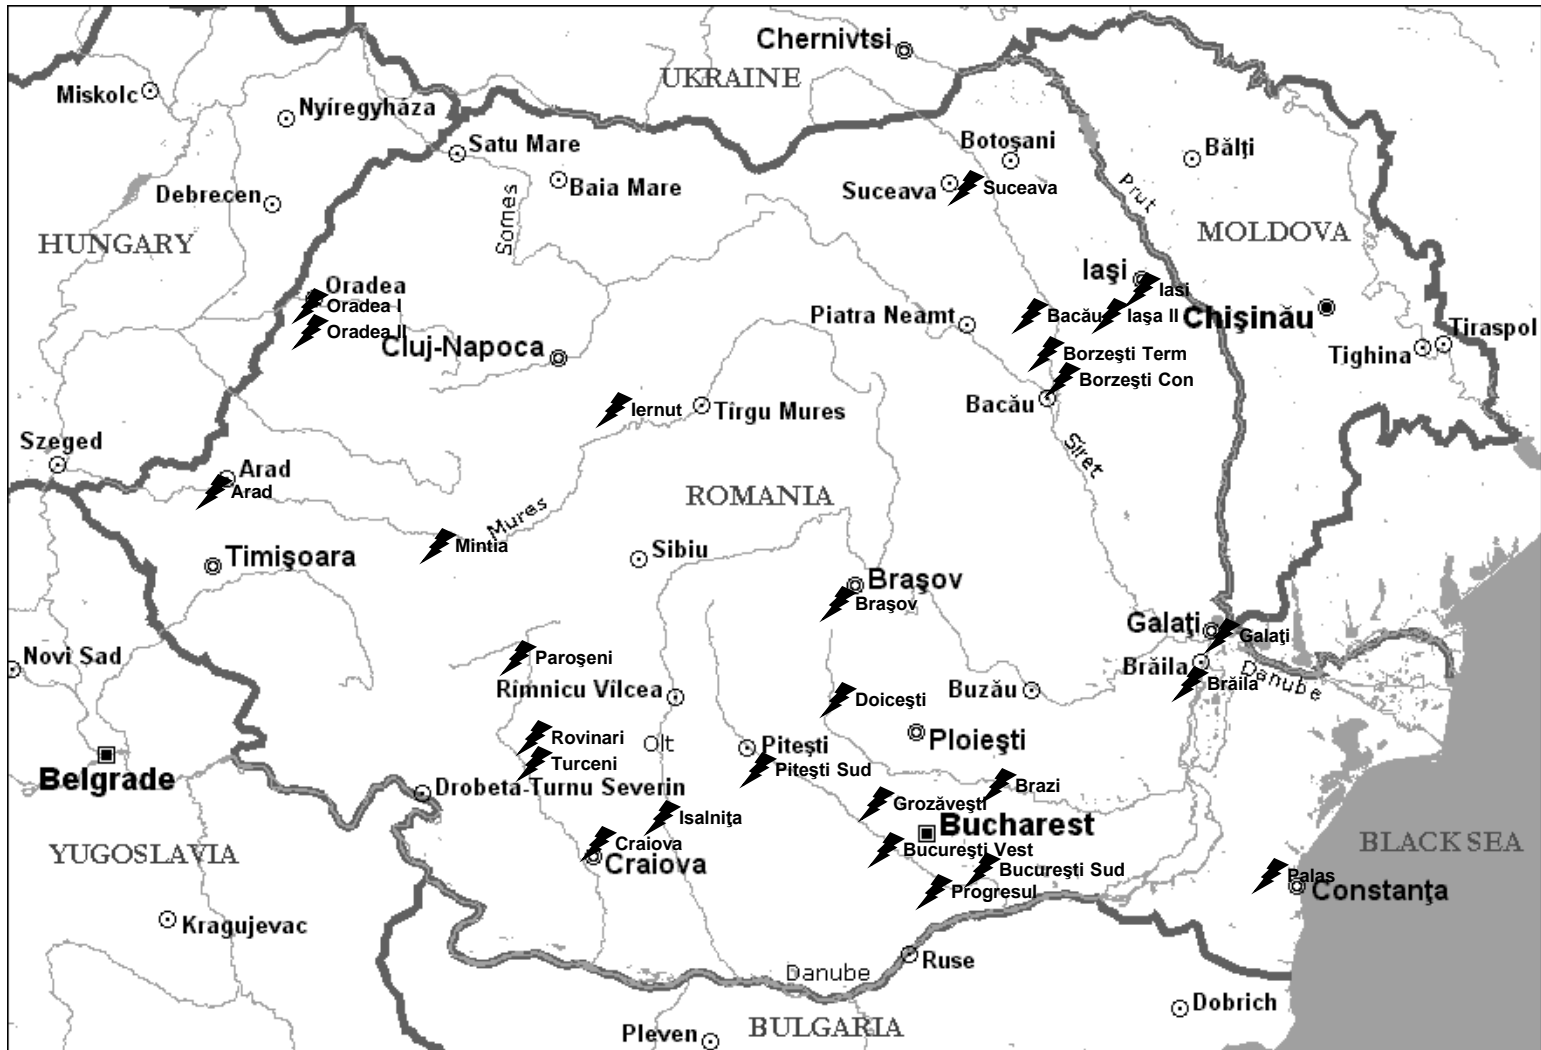 Chernivtsi
UKRAINE
Miskolc
Nyíregyháza
Satu Mare
Botoşani
Bălţi
Baia Mare
Suceava
Suceava
Debrecen
Prut
Somes
HUNGARY
MOLDOVA
Iaşi
Iasi
Oradea
Oradea I
Oradea II
Piatra Neamt
Bacău
Iaşa II
Chişinău
Tiraspol
Tighina
Cluj-Napoca
Borzeşti Term
Borzeşti Con
Bacău
Iernut
Tîrgu Mures
Szeged
Arad
Arad
Siret
ROMANIA
Mures
Mintia
Sibiu
Timişoara
Braşov
Braşov
Galaţi
Galaţi
Novi Sad
Paroşeni
Rîmnicu Vîlcea
Brăila
Brăila
Danube
Buzău
Doiceşti
Rovinari
Olt
Piteşti
Piteşti Sud
Ploieşti
Turceni
Belgrade
Drobeta-Turnu Severin
Brazi
Grozăveşti
Isalniţa
Bucharest
Craiova
Craiova
Bucureşti Vest
Bucureşti Sud
Progresul
YUGOSLAVIA
BLACK SEA
Palas
Constanţa
Kragujevac
Ruse
Danube
Dobrich
Pleven
BULGARIA